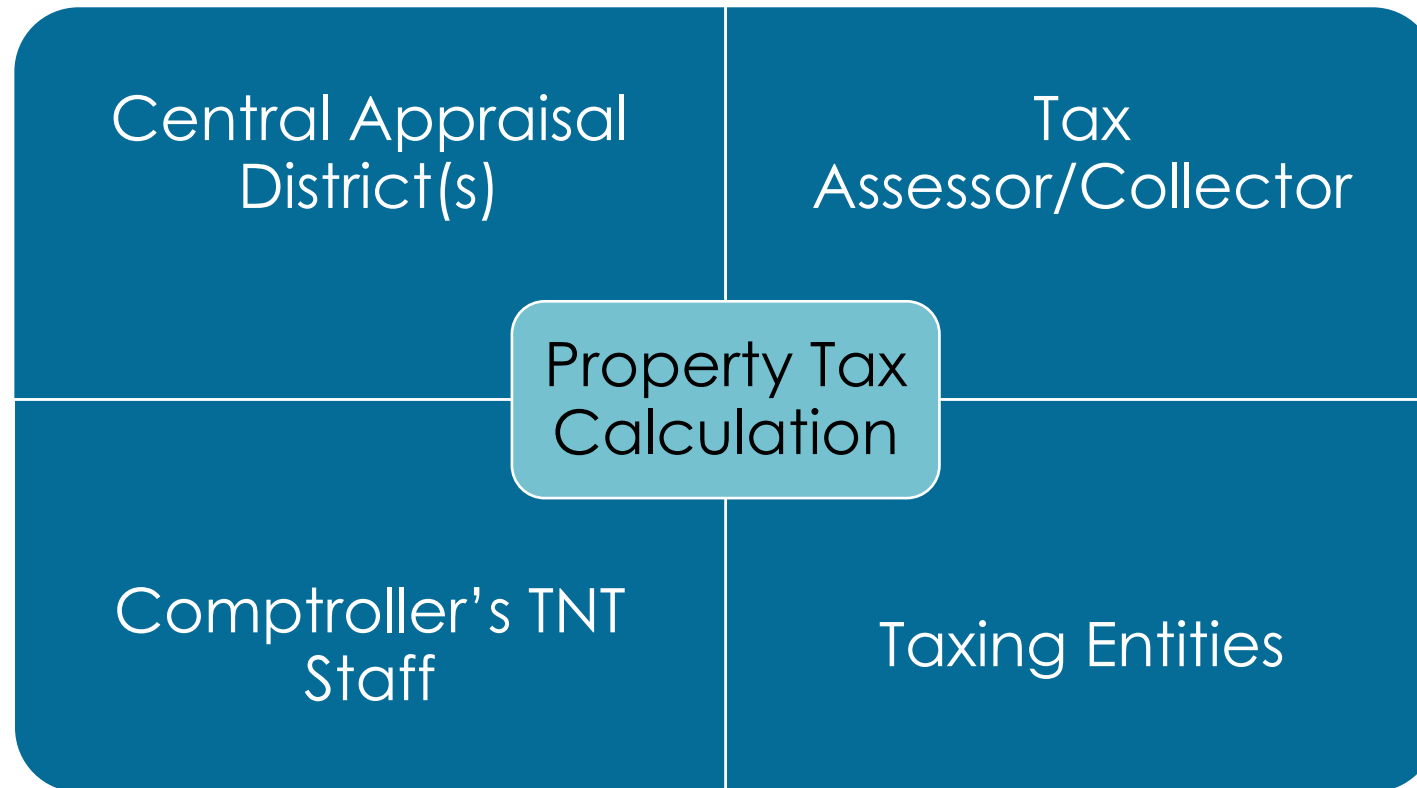 Central Appraisal
District(s)
Tax
Assessor/Collector
Property Tax
Calculation
Comptroller’s TNT
Staff
Taxing Entities